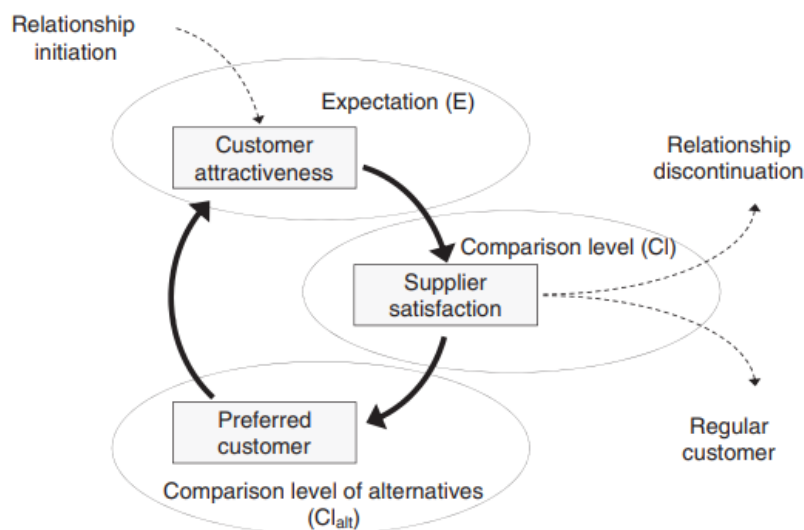 Relationship
initiation
Expectation (E)
Customer
attractiveness
Relationship
discontinuation
Comparison level (Cl)
Supplier
satisfaction
Preferred
customer
Regular
customer
Comparison level of alternatives
(Clalt)